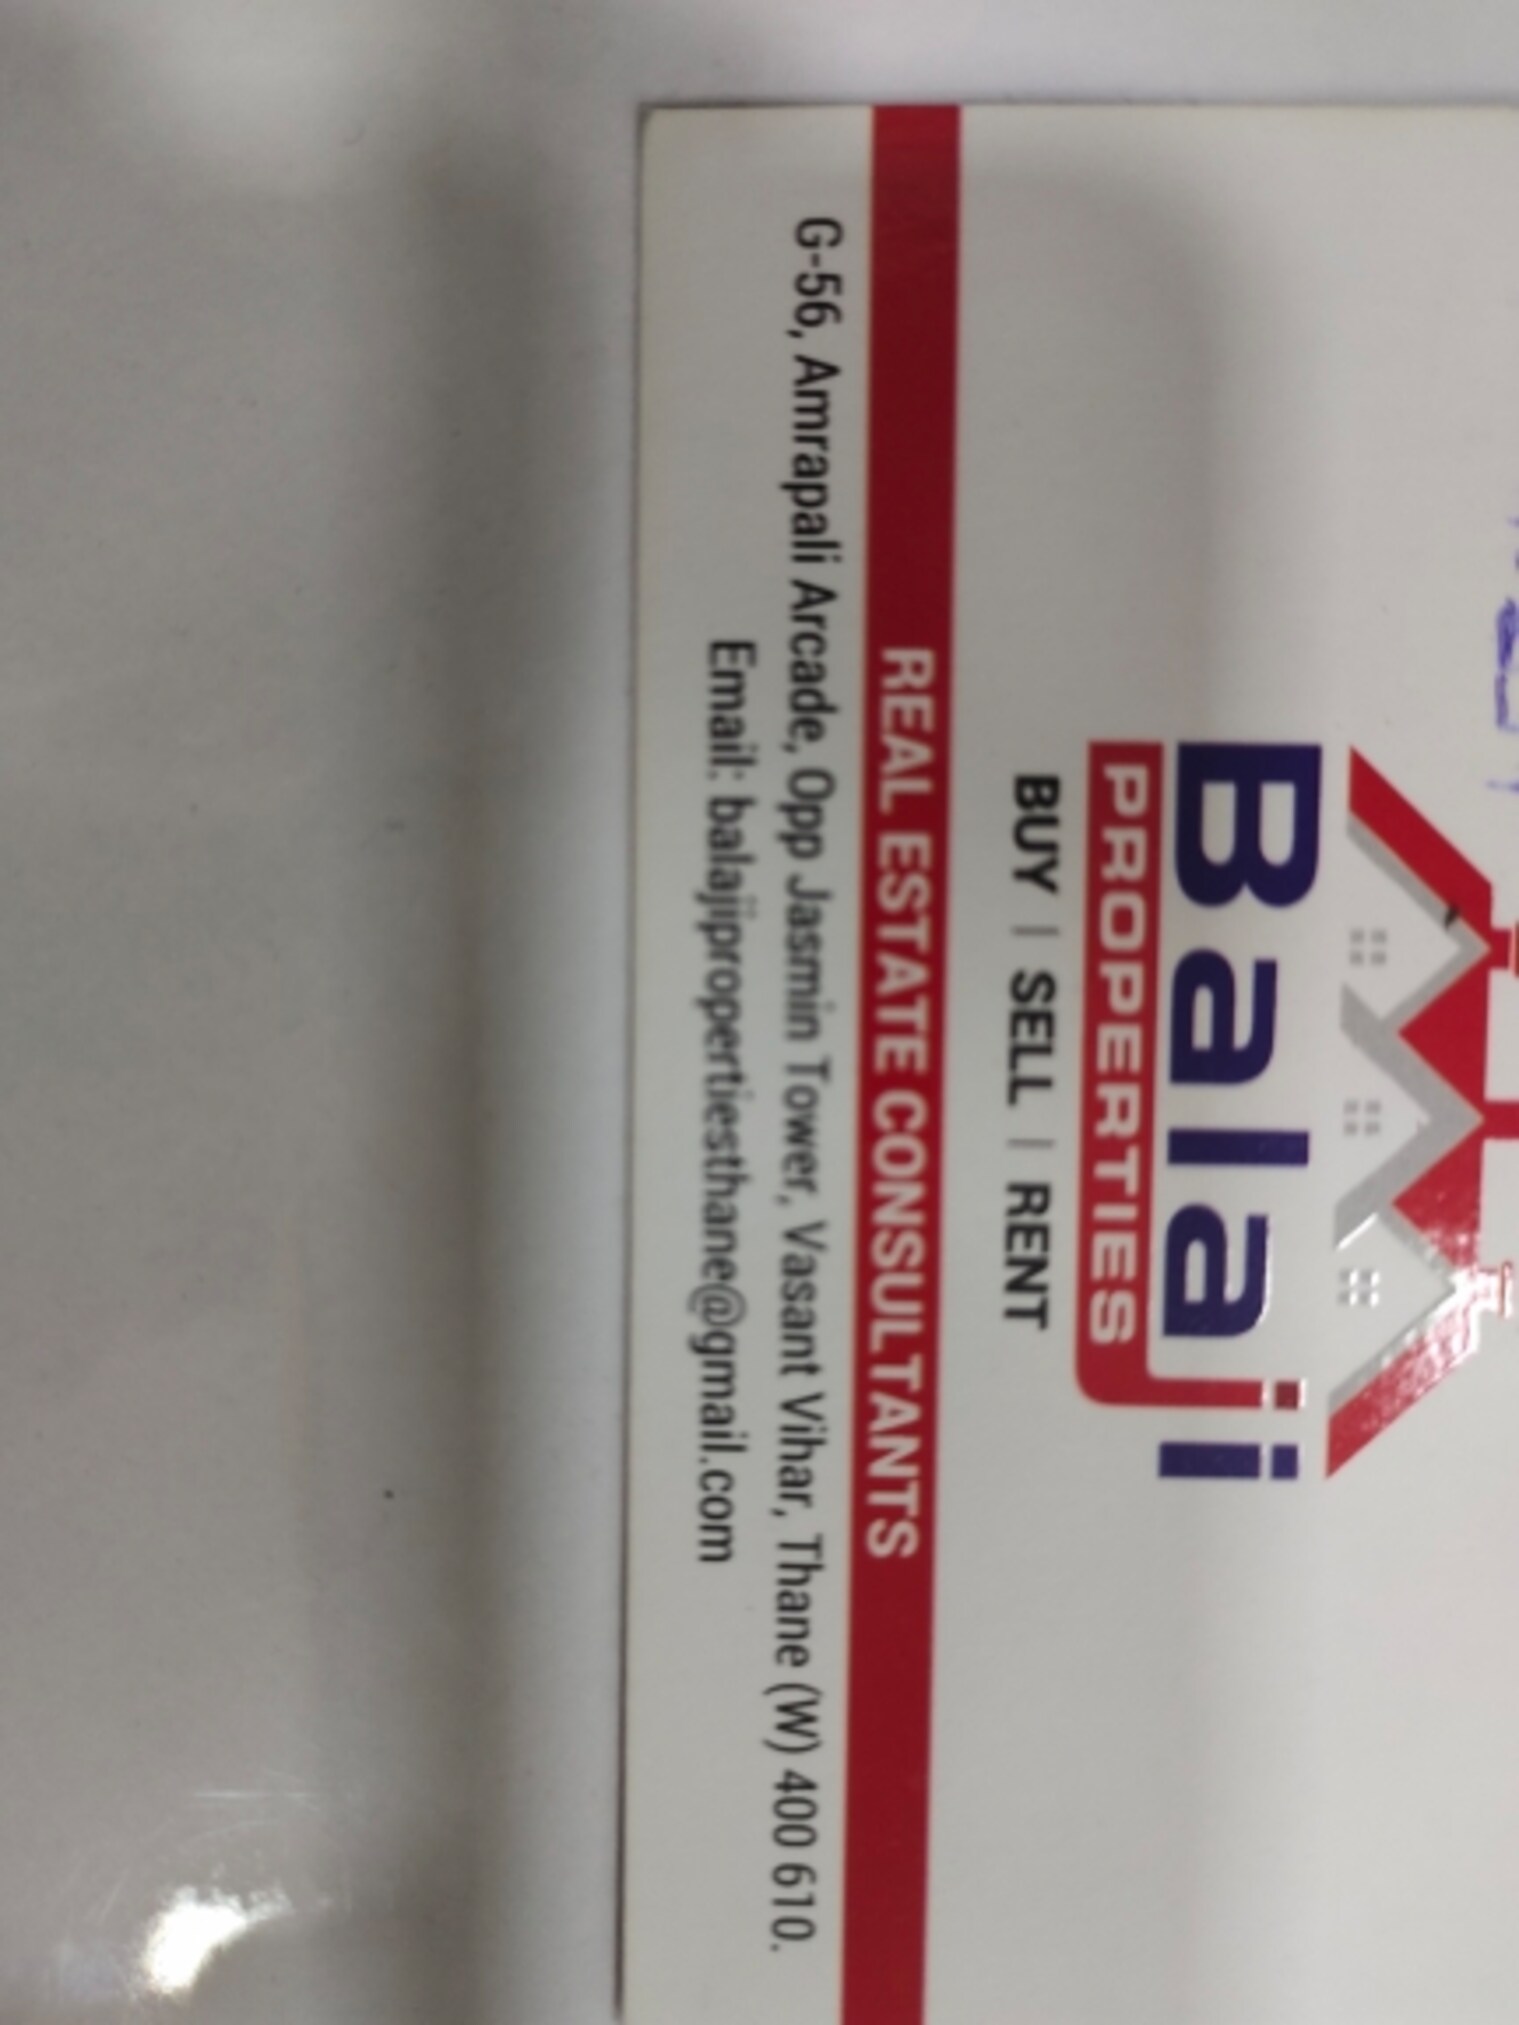 Balaji
PROPERTIES
BUY | SELL | RENT
REAL ESTATE CONSULTANTS
G-56, Amrapali Arcade, Opp Jasmin Tower, Vasant Vihar, Thane (W) 400 610.
Email: balajipropertiesthane@gmail.com